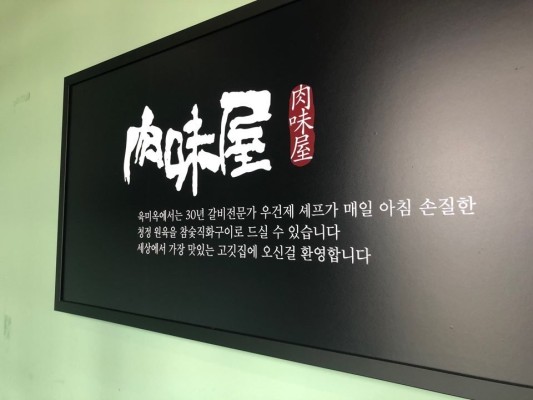 肉味屋
肉味屋
육미옥에서는 30년 갈비전문가 우건제 셰프가 매일 아침 손질한
청정 원육을 참숯직화구이로 드실 수 있습니다
세상에서 가장 맛있는 고깃집에 오신걸 환영합니다